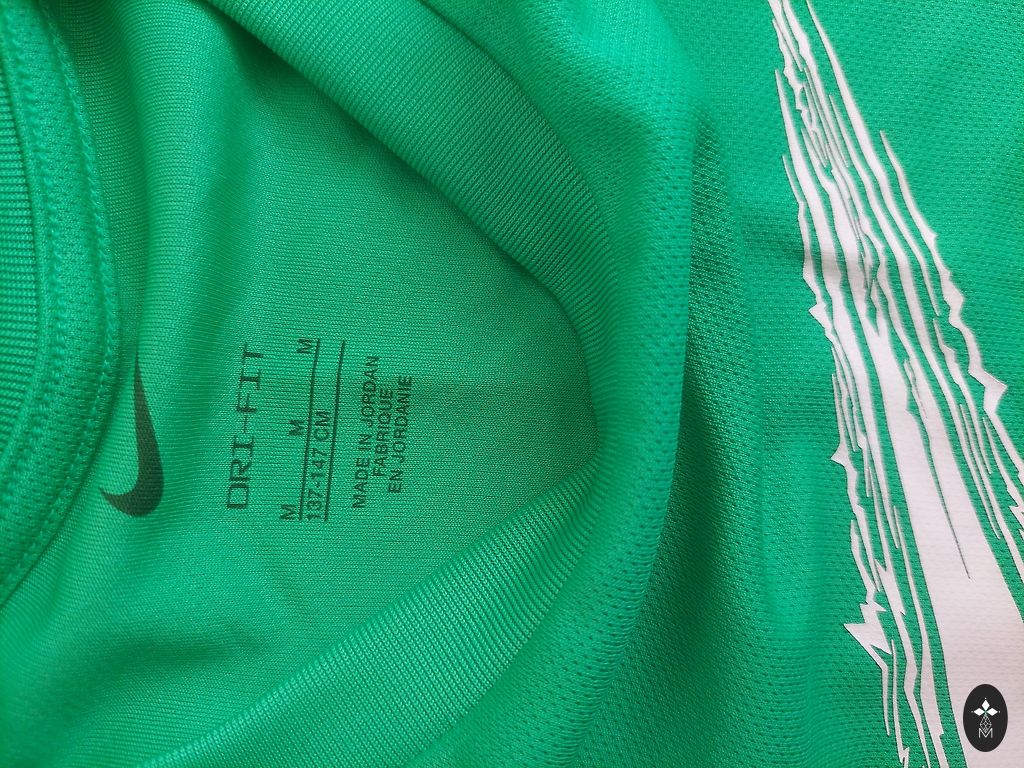 DRI-FIT
M M M
137-147 CM
MADE IN JORDAN
FABRIQUE
EN JORDANIE
M